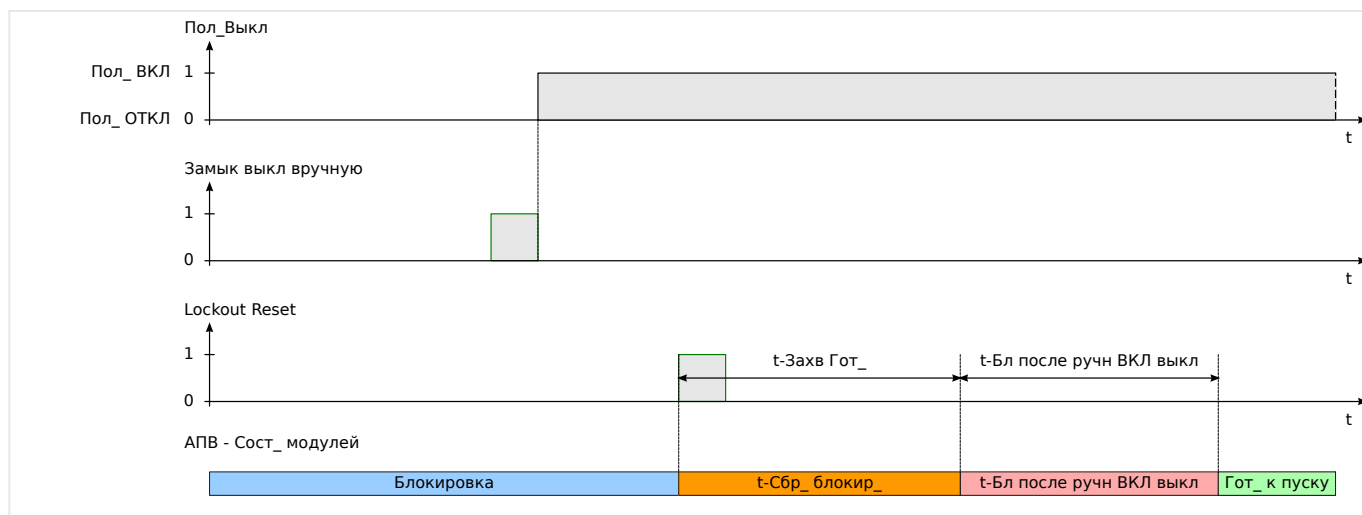 Пол_Выкл
Пол_ ВКЛ 1
Пол_ ОТКЛ 0
t
Замык выкл вручную
1
0
t
Lockout Reset
1
t-Захв Гот_ t-Бл после ручн ВКЛ выкл
0
t
АПВ - Сост_ модулей
Блокировка t-Сбр_ блокир_ t-Бл после ручн ВКЛ выкл Гот_ к пуску